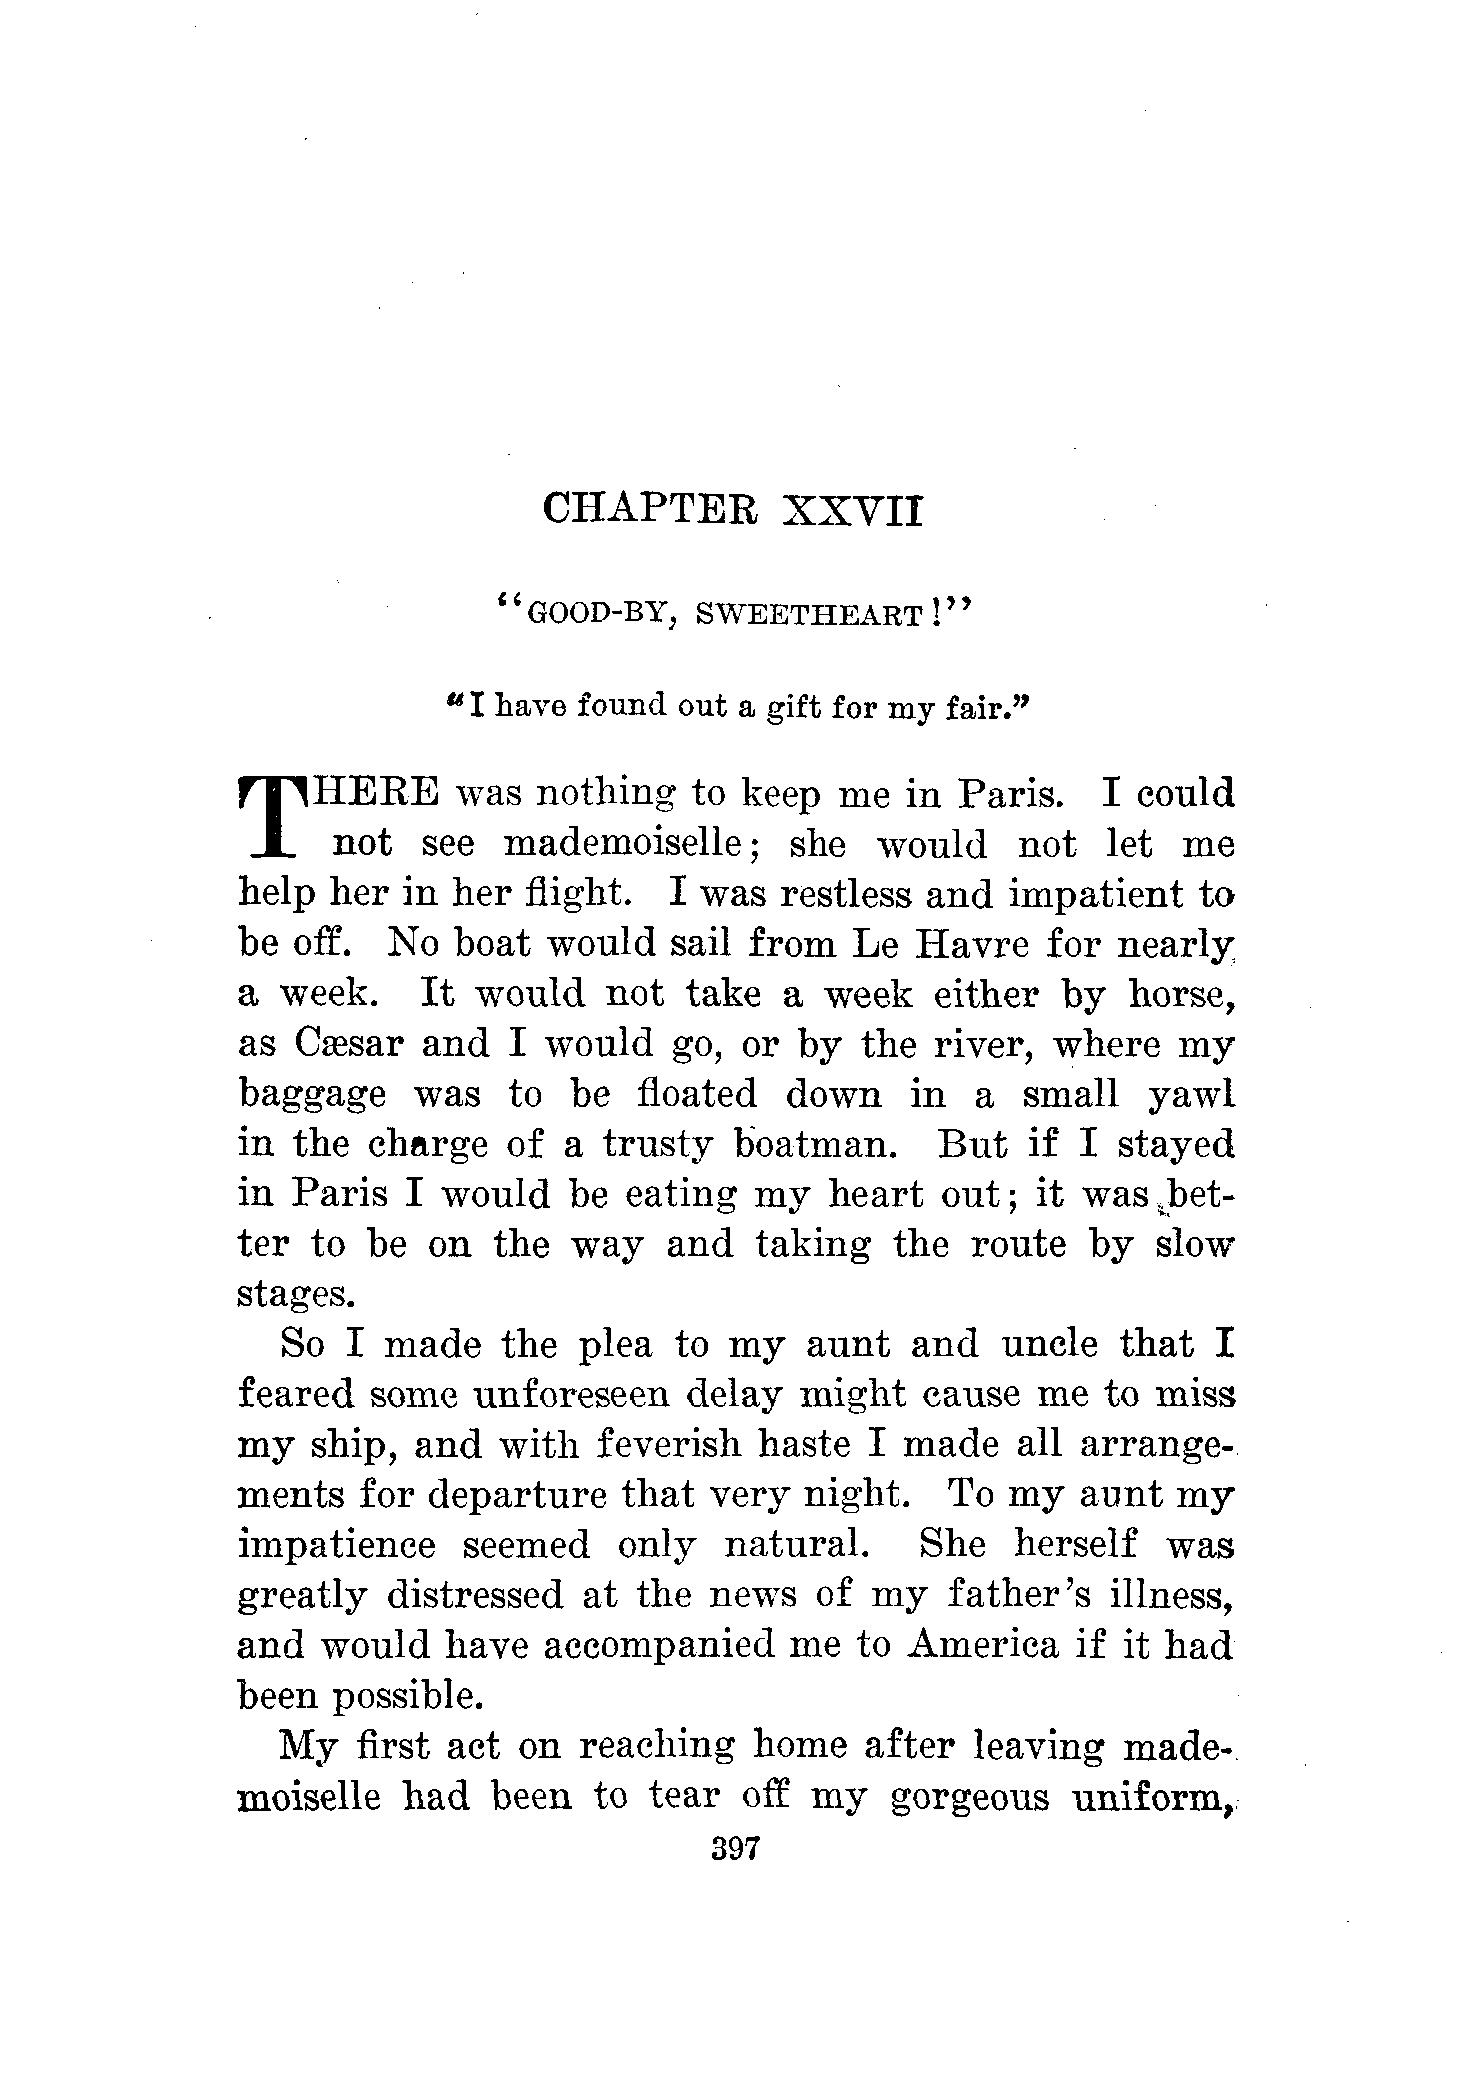 CHAPTER XXVII
"GOOD-BY, SWEETHEART!"
"I have found out a gift for my fair."
THERE was nothing to keep me in Paris. I could
not see mademoiselle; she would not let me
help her in her flight. I was restless and impatient to
be off. No boat would sail from Le Havre for nearly
a week. It would not take a week either by horse,
as Cæsar and I would go, or by the river, where my
baggage was to be floated down in a small yawl
in the charge of a trusty boatman. But if I stayed
in Paris I would be eating my heart out; it was bet-
ter to be on the way and taking the route by slow
stages.
So I made the plea to my aunt and uncle that I
feared some unforeseen delay might cause me to miss
my ship, and with feverish haste I made all arrange-
ments for departure that very night. To my aunt my
impatience seemed only natural. She herself was
greatly distressed at the news of my father's illness,
and would have accompanied me to America if it had
been possible.
My first act on reaching home after leaving made-
moiselle had been to tear off my gorgeous uniform,
397